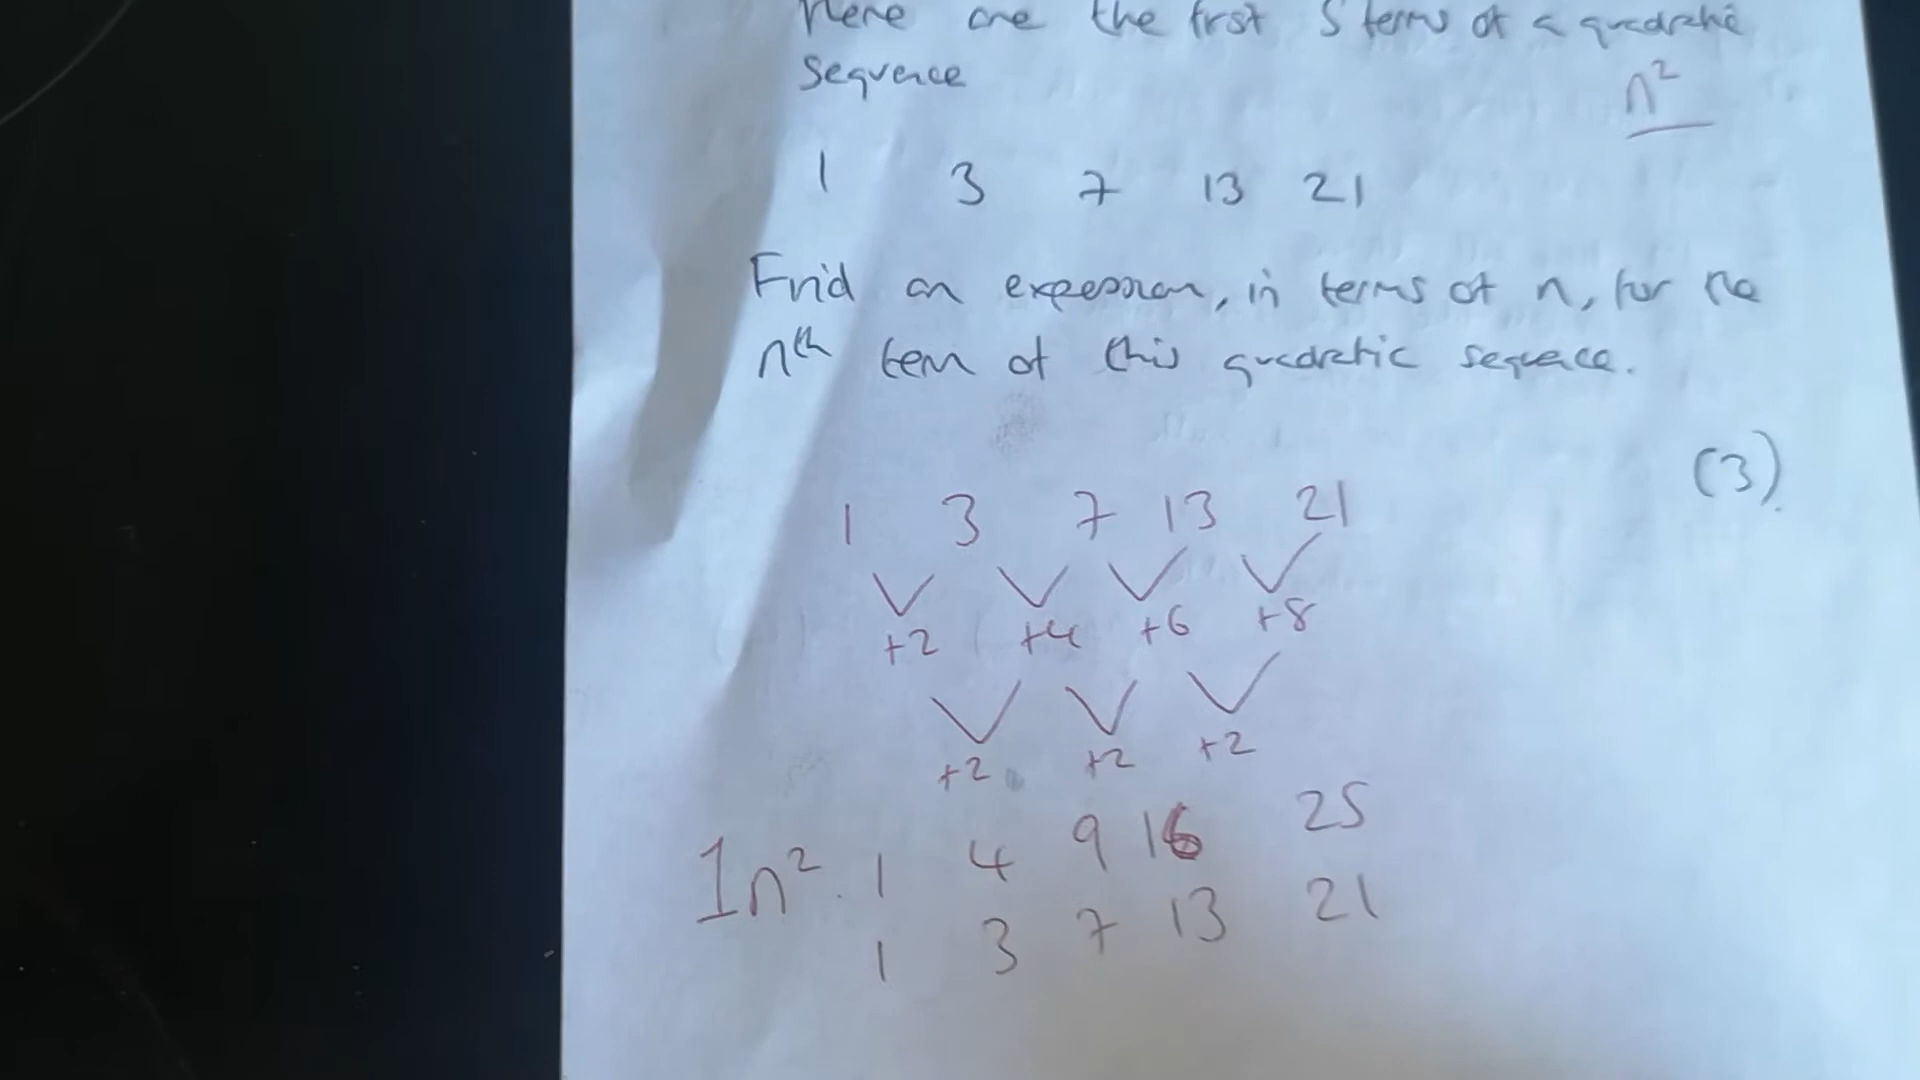 Here are the first 5 terms of a quadratic
sequence
n²
1 3 7 13 21
Find an expression, in terms of n, for the
nth term of this quadratic sequence.
(3).
1 3 7 13 21
+2 +4 +6 +8
+2 +2 +2
1n². 1 4 9 16 25
1 3 7 13 21